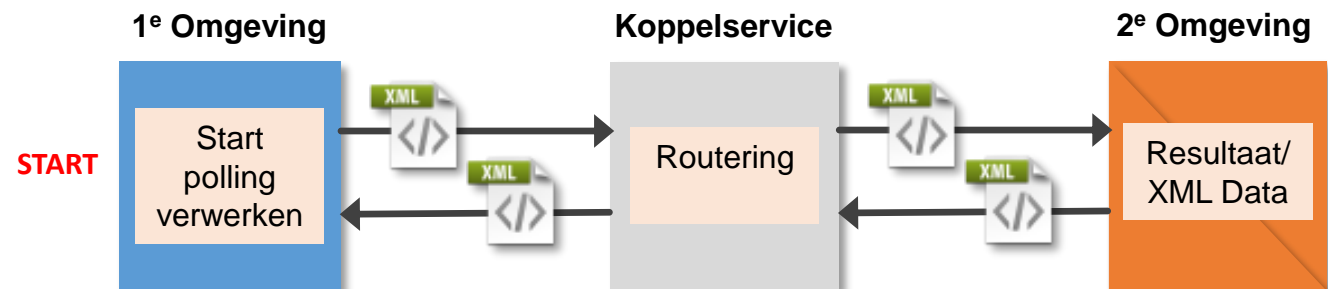 1e Omgeving
Koppelservice
2e Omgeving
START
Start
polling
verwerken
XML
</>
XML
</>
Routering
XML
</>
XML
</>
Resultaat/
XML Data